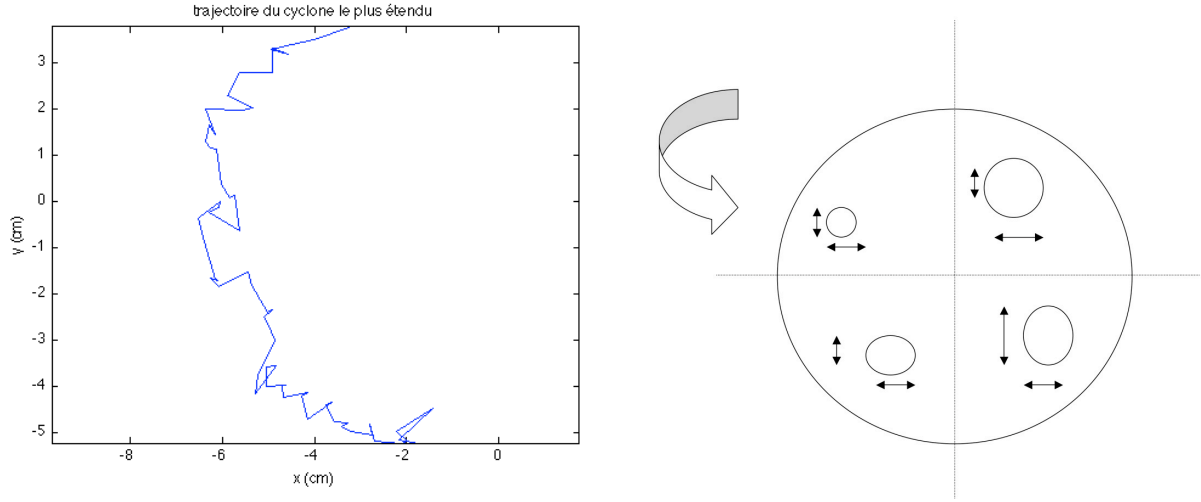 trajectoire du cyclone le plus étendu
3
2
1
0
-1
-2
-3
-4
-5
y (cm)
-8 -6 -4 -2 0
x (cm)